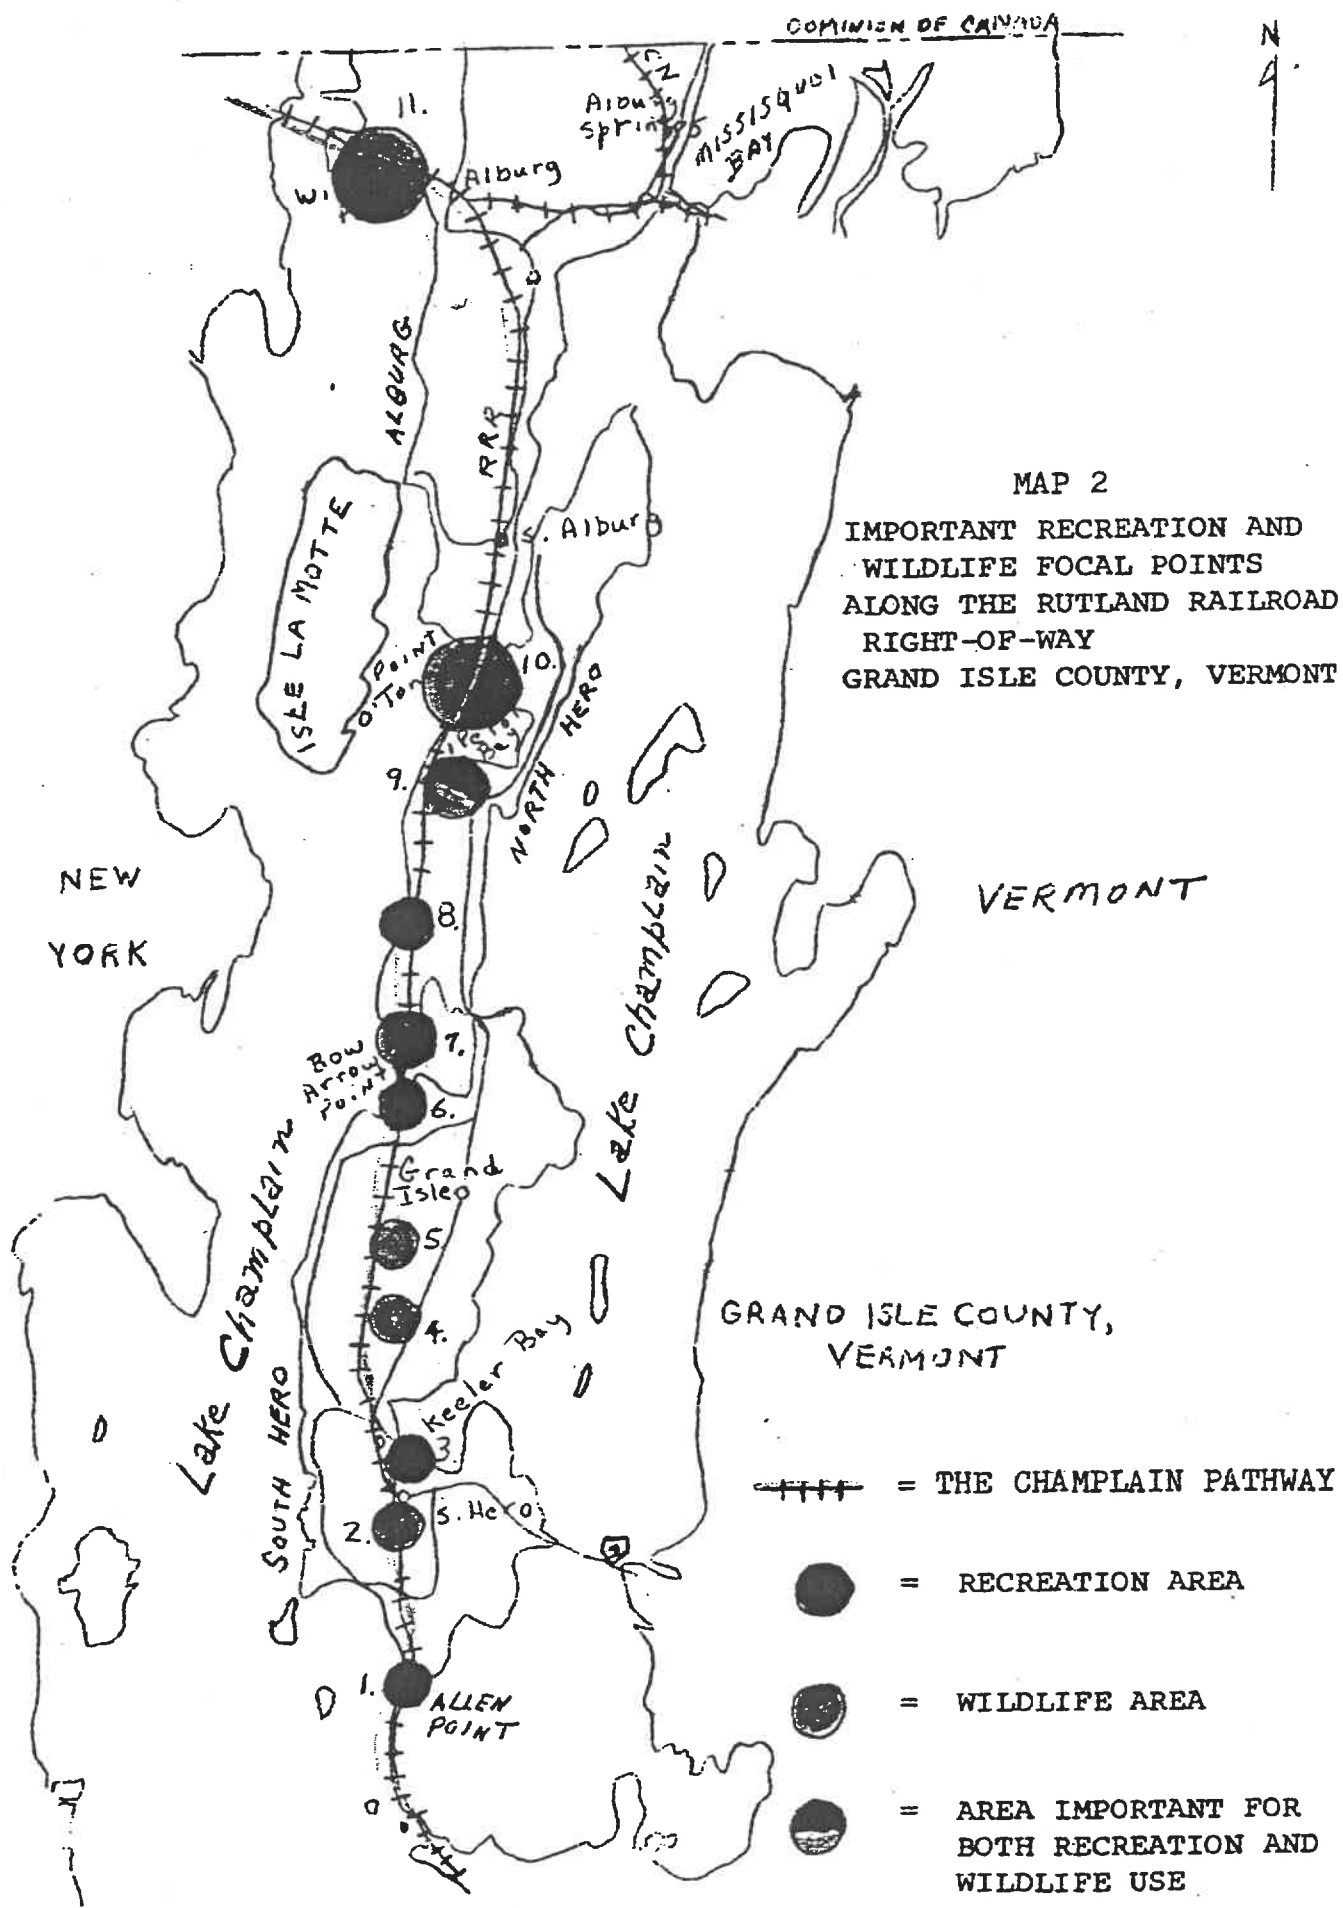 DOMINION OF CANADA
N
11.
CN
Alburg
Springs
MISSISQUOI
BAY
Alburg
ALBURG
RRR
S. Alburg
ISLE LA MOTTE
POINT
10.
NORTH HERO
9.
8.
7.
BOW
Arrow
Point
6.
Grand
Isle
5
4.
Keeler Bay
3
S. Hero
2.
SOUTH HERO
1.
ALLEN
POINT
Lake Champlain
Lake Champlain
NEW
YORK
VERMONT
MAP 2
IMPORTANT RECREATION AND
WILDLIFE FOCAL POINTS
ALONG THE RUTLAND RAILROAD
RIGHT-OF-WAY
GRAND ISLE COUNTY, VERMONT
GRAND ISLE COUNTY,
VERMONT
= THE CHAMPLAIN PATHWAY
= RECREATION AREA
= WILDLIFE AREA
= AREA IMPORTANT FOR
BOTH RECREATION AND
WILDLIFE USE